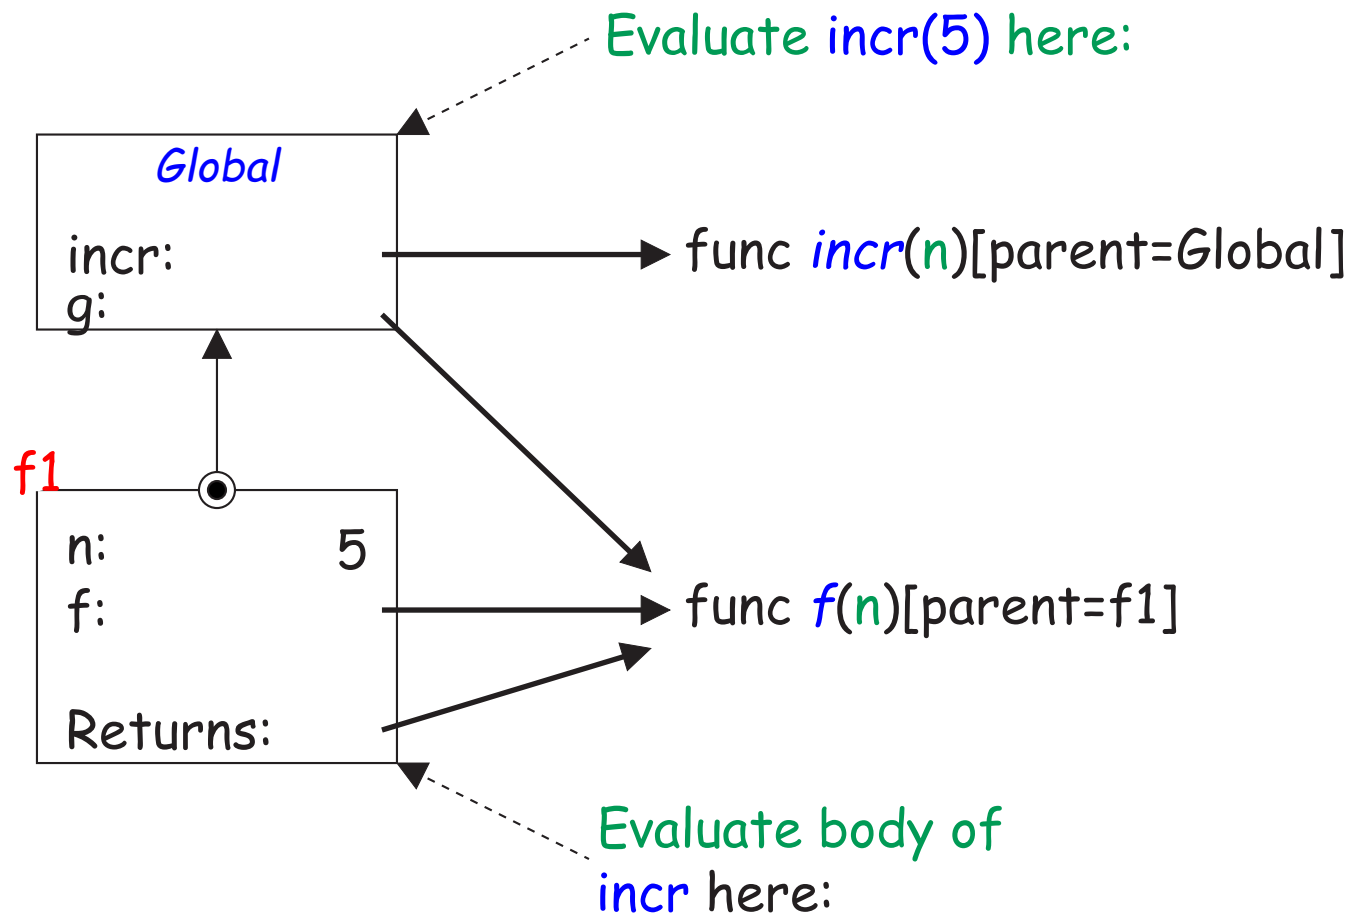 Evaluate incr(5) here:
Global
incr:
func incr(n)[parent=Global]
g:
f1
n: 5
f:
func f(n)[parent=f1]
Returns:
Evaluate body of
incr here: